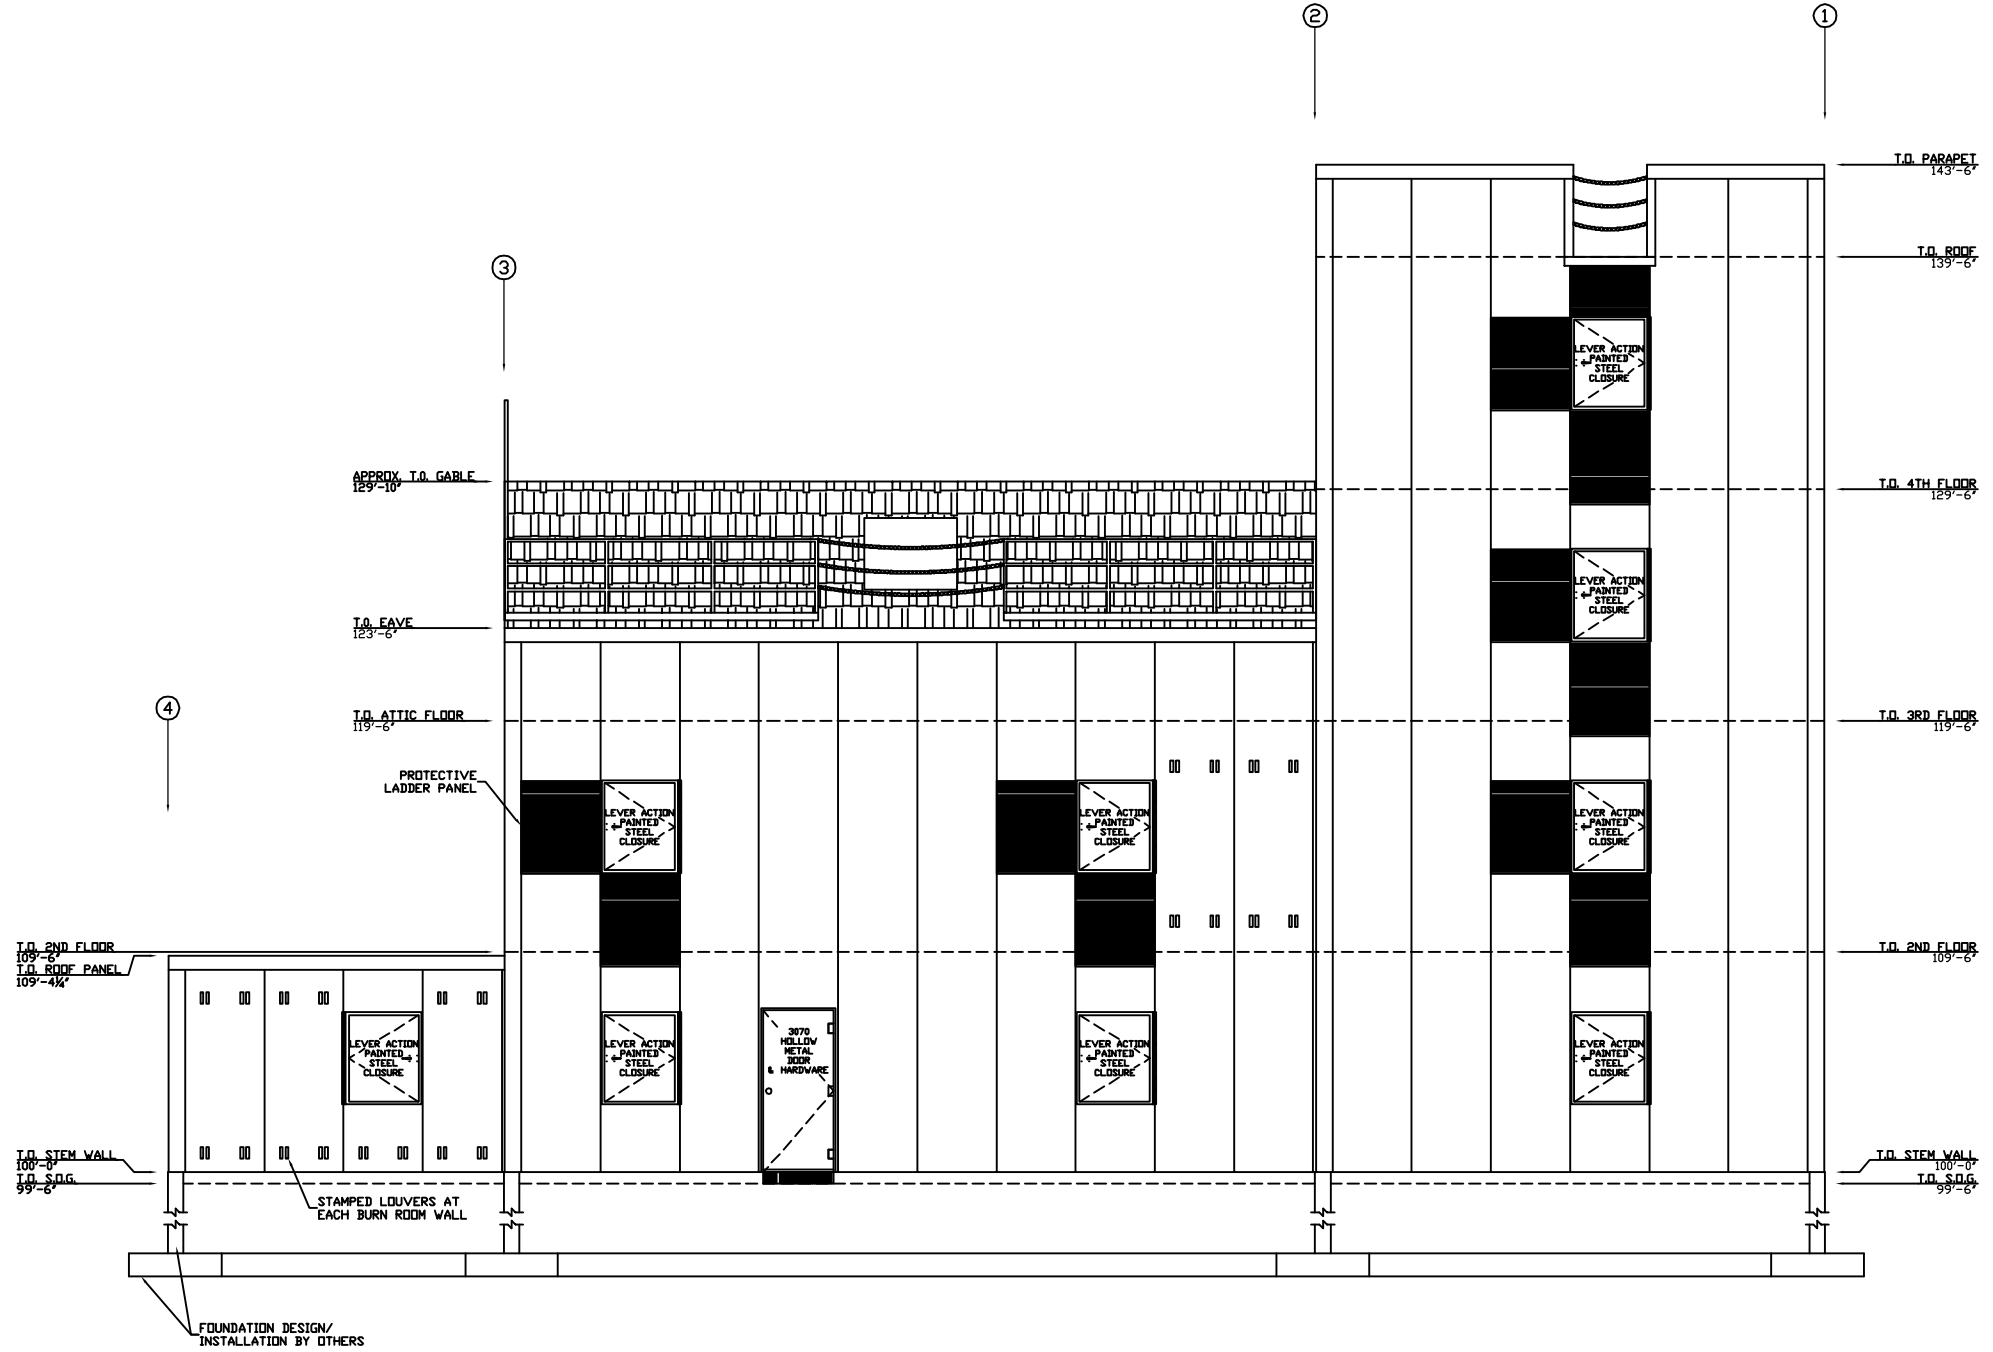 2
1
T.O. PARAPET
143'-6"
T.O. ROOF
139'-6"
3
LEVER ACTION
PAINTED
STEEL
CLOSURE
APPROX. T.O. GABLE
129'-10"
T.O. 4TH FLOOR
129'-6"
LEVER ACTION
PAINTED
STEEL
CLOSURE
T.O. EAVE
123'-6"
4
T.O. ATTIC FLOOR
119'-6"
T.O. 3RD FLOOR
119'-6"
PROTECTIVE
LADDER PANEL
LEVER ACTION
PAINTED
STEEL
CLOSURE
LEVER ACTION
PAINTED
STEEL
CLOSURE
LEVER ACTION
PAINTED
STEEL
CLOSURE
T.O. 2ND FLOOR
109'-6"
T.O. ROOF PANEL
109'-4¼"
T.O. 2ND FLOOR
109'-6"
LEVER ACTION
PAINTED
STEEL
CLOSURE
LEVER ACTION
PAINTED
STEEL
CLOSURE
3070
HOLLOW
METAL
DOOR
& HARDWARE
LEVER ACTION
PAINTED
STEEL
CLOSURE
LEVER ACTION
PAINTED
STEEL
CLOSURE
T.O. STEM WALL
100'-0"
T.O. S.O.G.
99'-6"
T.O. STEM WALL
100'-0"
T.O. S.O.G.
99'-6"
STAMPED LOUVERS AT
EACH BURN ROOM WALL
FOUNDATION DESIGN/
INSTALLATION BY OTHERS